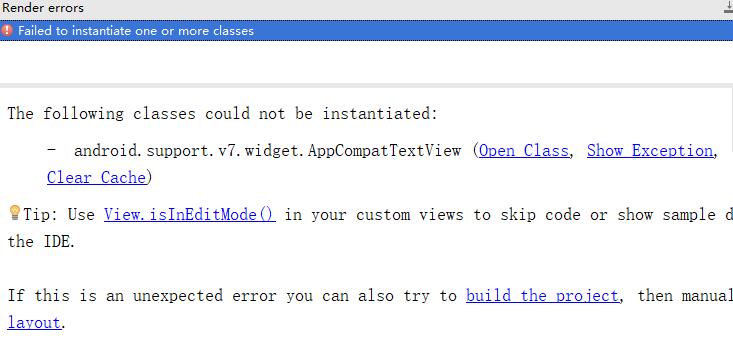 Render errors
Failed to instantiate one or more classes
The following classes could not be instantiated:
- android.support.v7.widget.AppCompatTextView (Open Class, Show Exception,
Clear Cache)
Tip: Use View.isInEditMode() in your custom views to skip code or show sample d
the IDE.
If this is an unexpected error you can also try to build the project, then manual
layout.